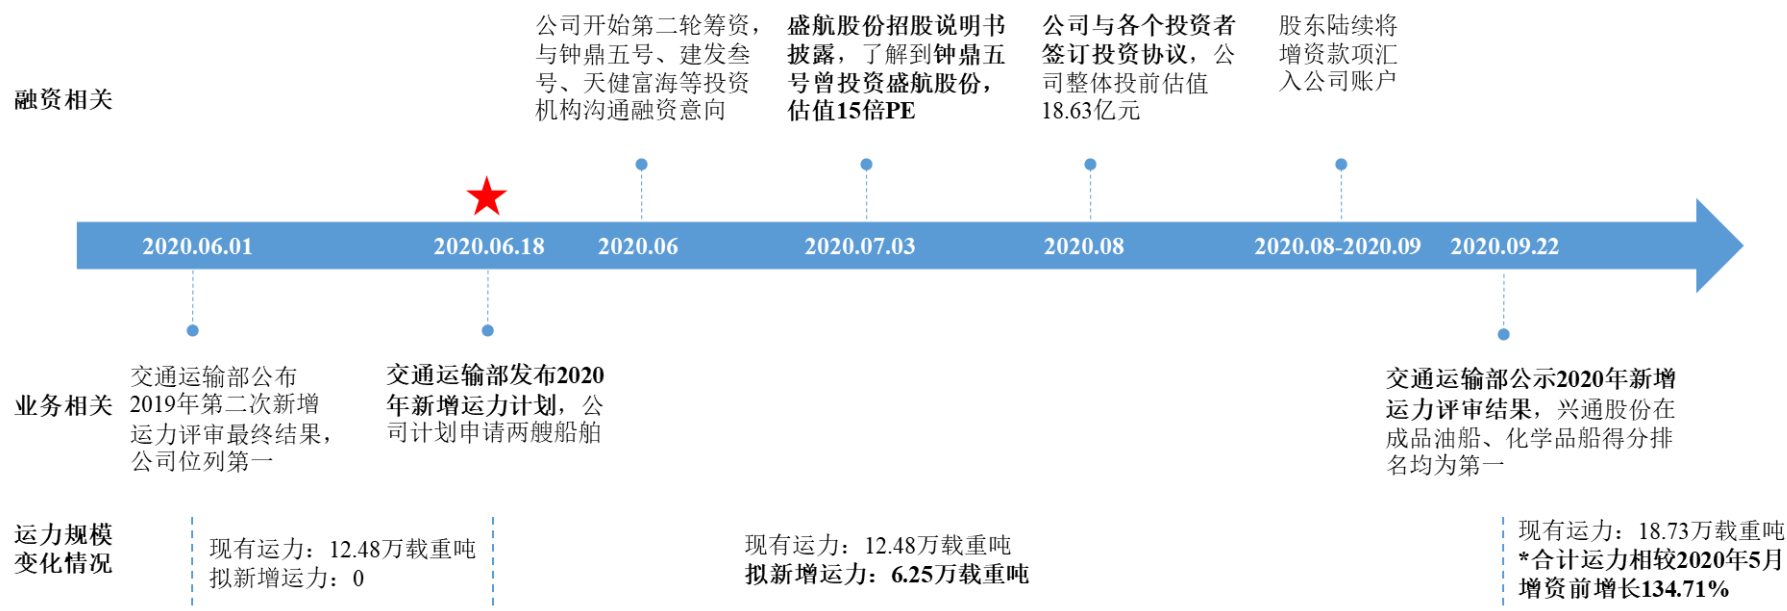 融资相关
公司开始第二轮筹资，
与钟鼎五号、建发叁
号、天健富海等投资
机构沟通融资意向
盛航股份招股说明书
披露，了解到钟鼎五
号曾投资盛航股份，
估值15倍PE
公司与各个投资者
签订投资协议，公
司整体投前估值
18.63亿元
股东陆续将
增资款项汇
入公司账户
2020.06.01
2020.06.18
2020.06
2020.07.03
2020.08
2020.08-2020.09
2020.09.22
业务相关
交通运输部公布
2019年第二次新增
运力评审最终结果，
公司位列第一
交通运输部发布2020
年新增运力计划，公
司计划申请两艘船舶
交通运输部公示2020年新增
运力评审结果，兴通股份在
成品油船、化学品船得分排
名均为第一
运力规模
变化情况
现有运力：12.48万载重吨
拟新增运力：0
现有运力：12.48万载重吨
拟新增运力：6.25万载重吨
现有运力：18.73万载重吨
*合计运力相较2020年5月
增资前增长134.71%